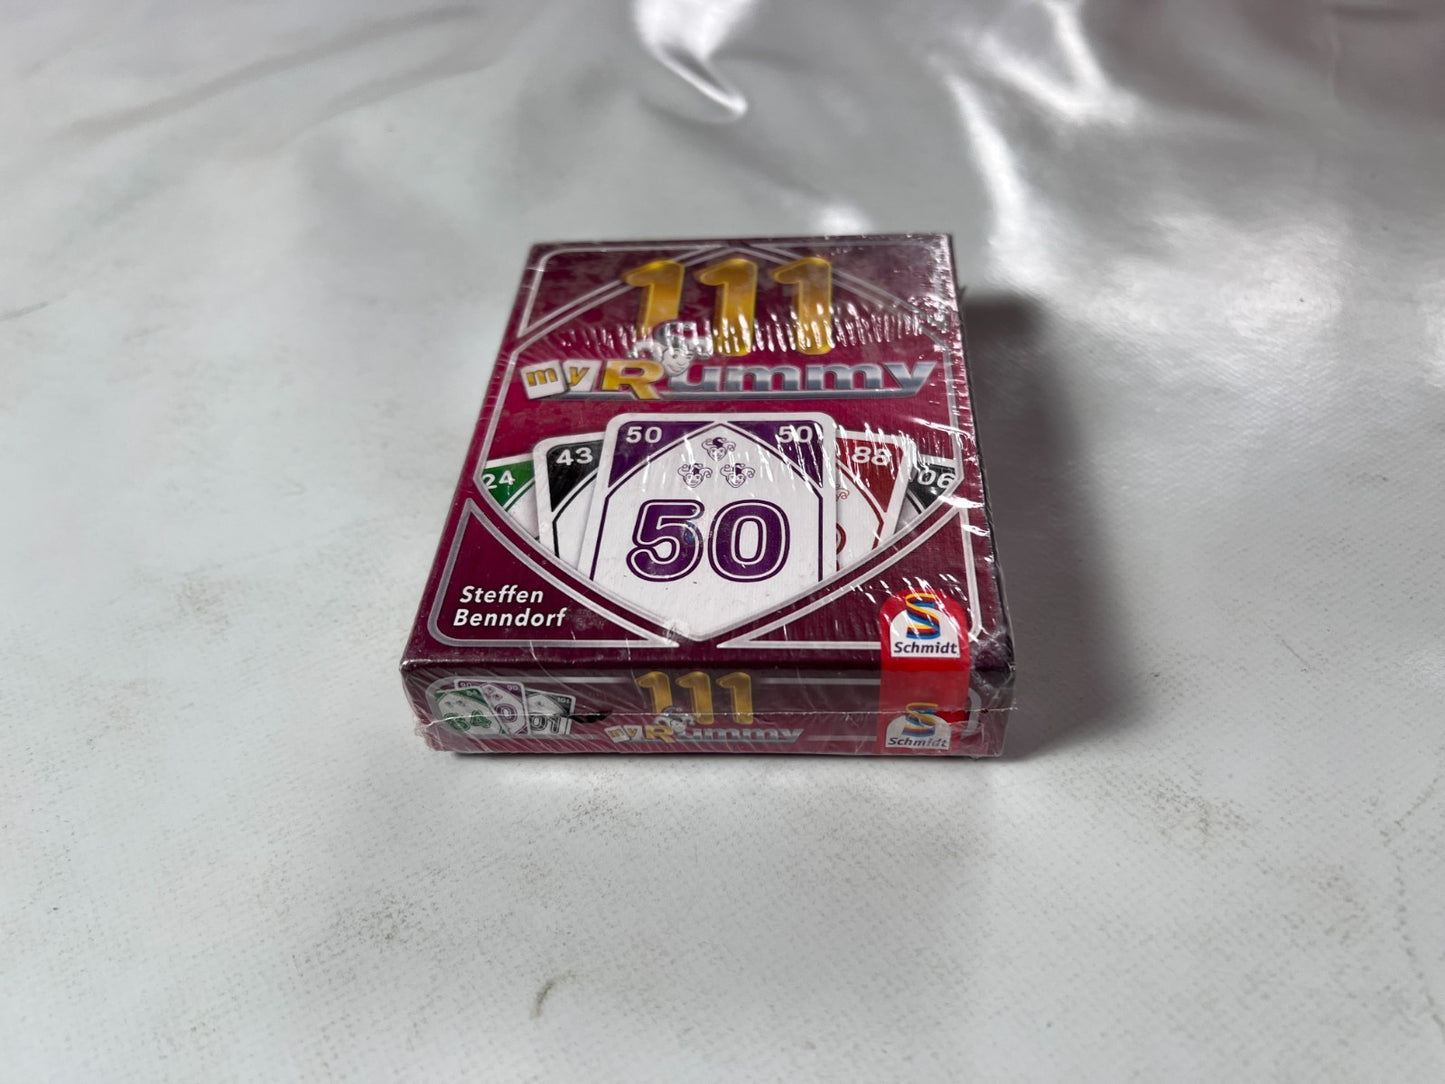 111
my Rummy
50 50
43
88
24
06
50
Steffen
Benndorf
Schmidt
111
my Rummy
Schmidt